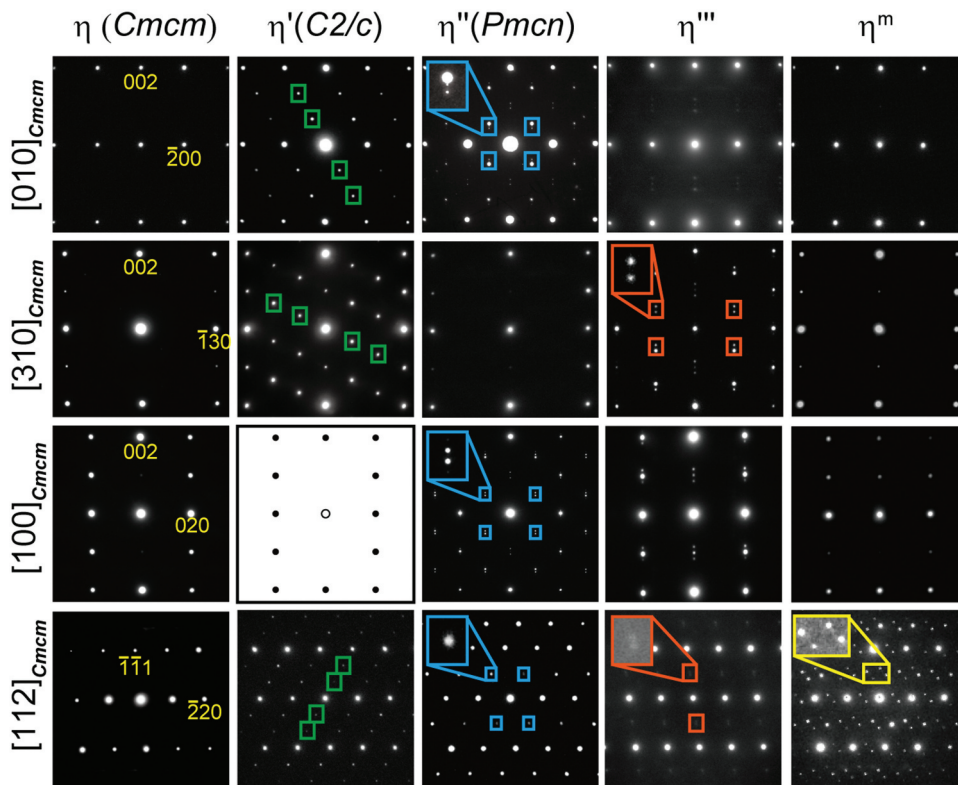 η (Cmcm) η'(C2/c) η''(Pmcn) η''' ηᵐ
[010]Cmcm
002
2̄00
[310]Cmcm
002
1̄30
[100]Cmcm
002
020
[112]Cmcm
1̄1̄1
2̄20